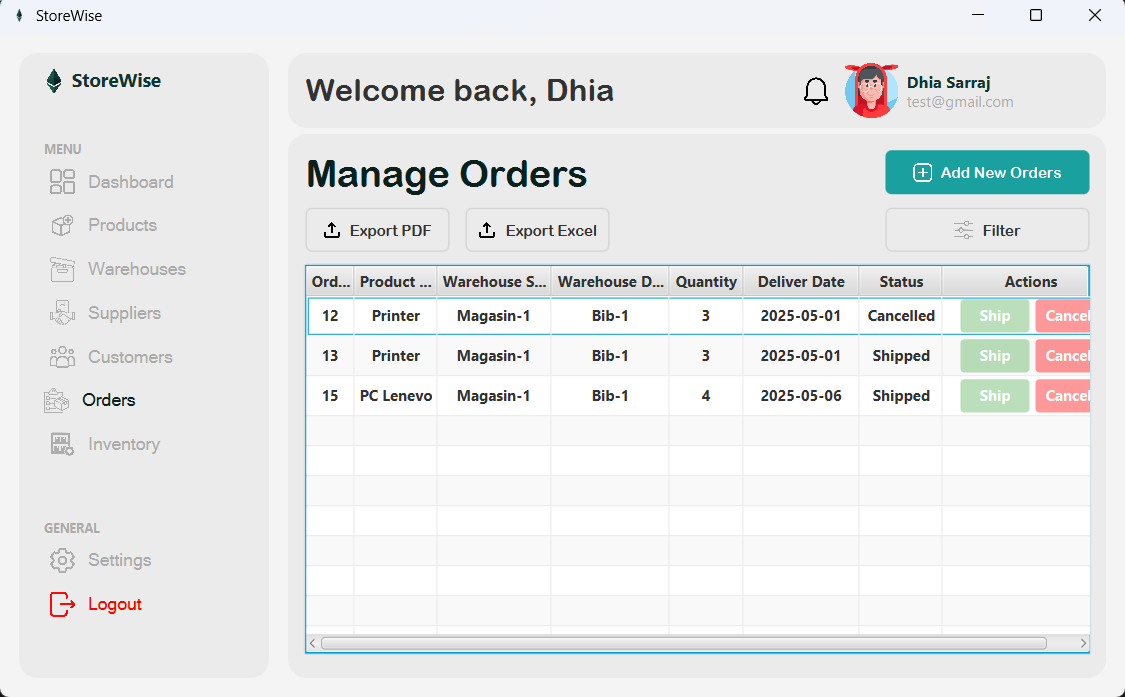 StoreWise
StoreWise
MENU
Dashboard
Products
Warehouses
Suppliers
Customers
Orders
Inventory
GENERAL
Settings
Logout
Welcome back, Dhia
Dhia Sarraj
test@gmail.com
Manage Orders
Add New Orders
Export PDF Export Excel Filter
Ord... Product ... Warehouse S... Warehouse D... Quantity Deliver Date Status Actions
12 Printer Magasin-1 Bib-1 3 2025-05-01 Cancelled Ship Cancel
13 Printer Magasin-1 Bib-1 3 2025-05-01 Shipped Ship Cancel
15 PC Lenevo Magasin-1 Bib-1 4 2025-05-06 Shipped Ship Cancel